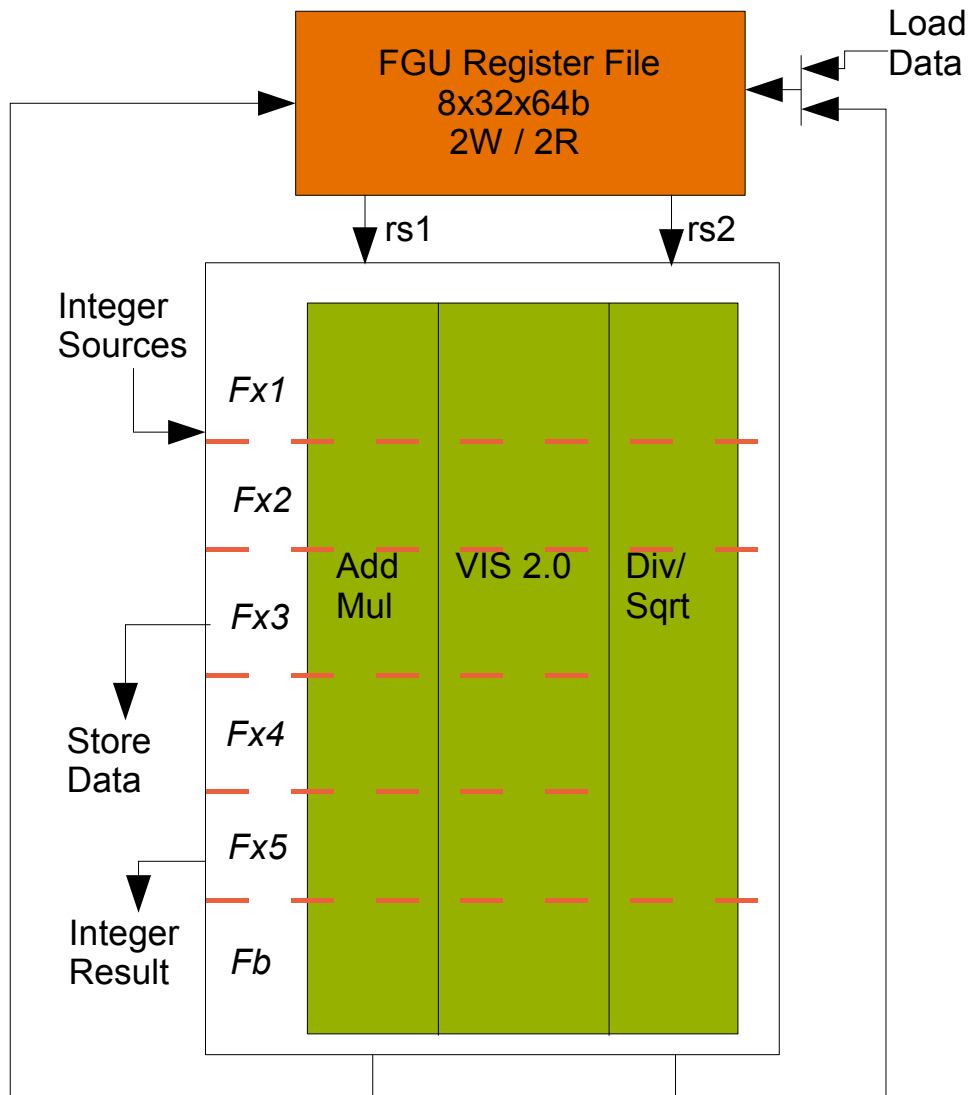 Load
Data
FGU Register File
8x32x64b
2W / 2R
rs1
rs2
Integer
Sources
Fx1
Fx2
Add
Mul
VIS 2.0
Div/
Sqrt
Fx3
Store
Data
Fx4
Fx5
Integer
Result
Fb